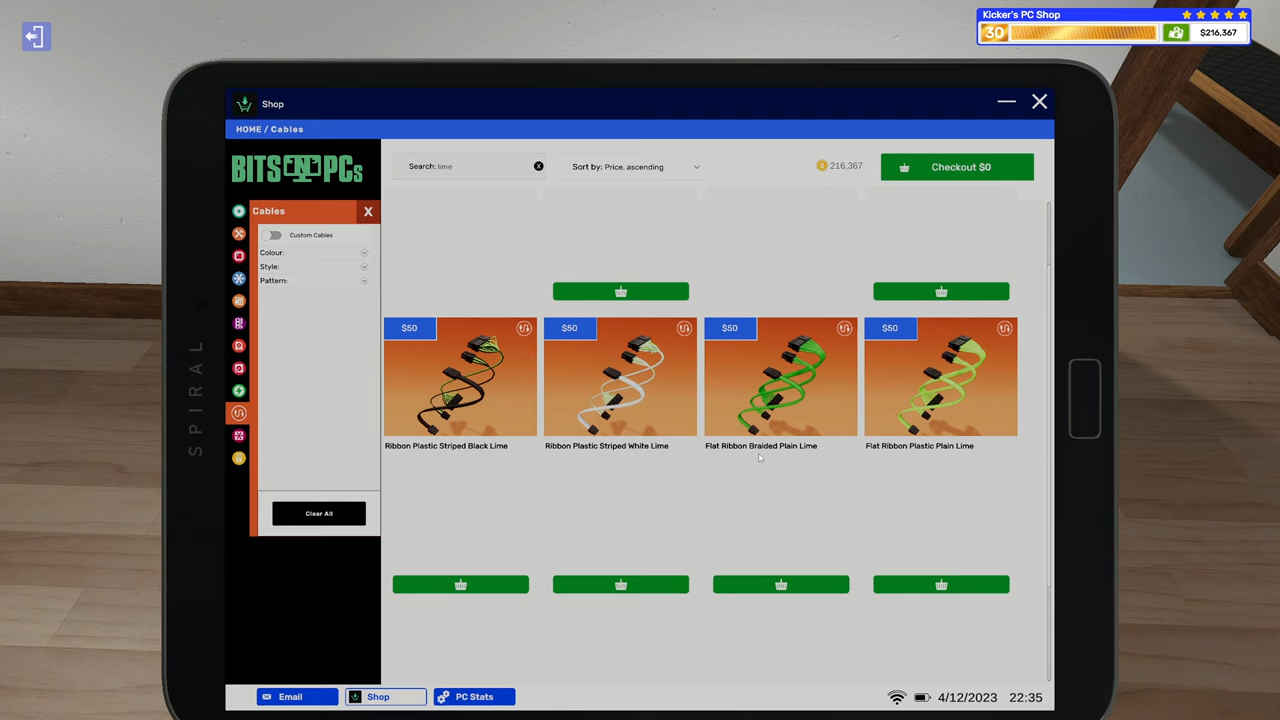 Kicker's PC Shop
30
$216,367
Shop
HOME / Cables
BITS N PCs
Search: lime
Sort by: Price, ascending
216,367
Checkout $0
Cables
X
Custom Cables
Colour:
Style:
Pattern:
Clear All
$50
$50
$50
$50
Ribbon Plastic Striped Black Lime
Ribbon Plastic Striped White Lime
Flat Ribbon Braided Plain Lime
Flat Ribbon Plastic Plain Lime
SPIRAL
Email
Shop
PC Stats
4/12/2023
22:35